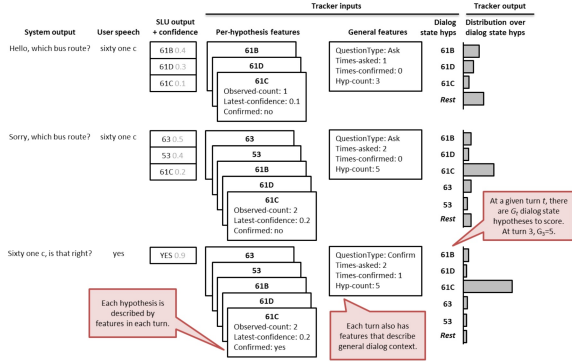 Tracker inputs
Tracker output
System output
User speech
SLU output
+ confidence
Per-hypothesis features
General features
Dialog
state hyps
Distribution over
dialog state hyps
Hello, which bus route?
sixty one c
61B 0.4
61D 0.3
61C 0.1
61B
61D
61C
Observed-count: 1
Latest-confidence: 0.1
Confirmed: no
QuestionType: Ask
Times-asked: 1
Times-confirmed: 0
Hyp-count: 3
61B
61D
61C
Rest
Sorry, which bus route?
sixty one c
63 0.5
53 0.4
61C 0.2
63
53
61B
61D
61C
Observed-count: 2
Latest-confidence: 0.2
Confirmed: no
QuestionType: Ask
Times-asked: 2
Times-confirmed: 0
Hyp-count: 5
61B
61D
61C
63
53
Rest
At a given turn t, there
are Gt dialog state
hypotheses to score.
At turn 3, G3=5.
Sixty one c, is that right?
yes
YES 0.9
63
53
61B
61D
61C
Observed-count: 2
Latest-confidence: 0.2
Confirmed: yes
QuestionType: Confirm
Times-asked: 2
Times-confirmed: 1
Hyp-count: 5
61B
61D
61C
63
53
Rest
Each hypothesis is
described by
features in each turn.
Each turn also has
features that describe
general dialog context.